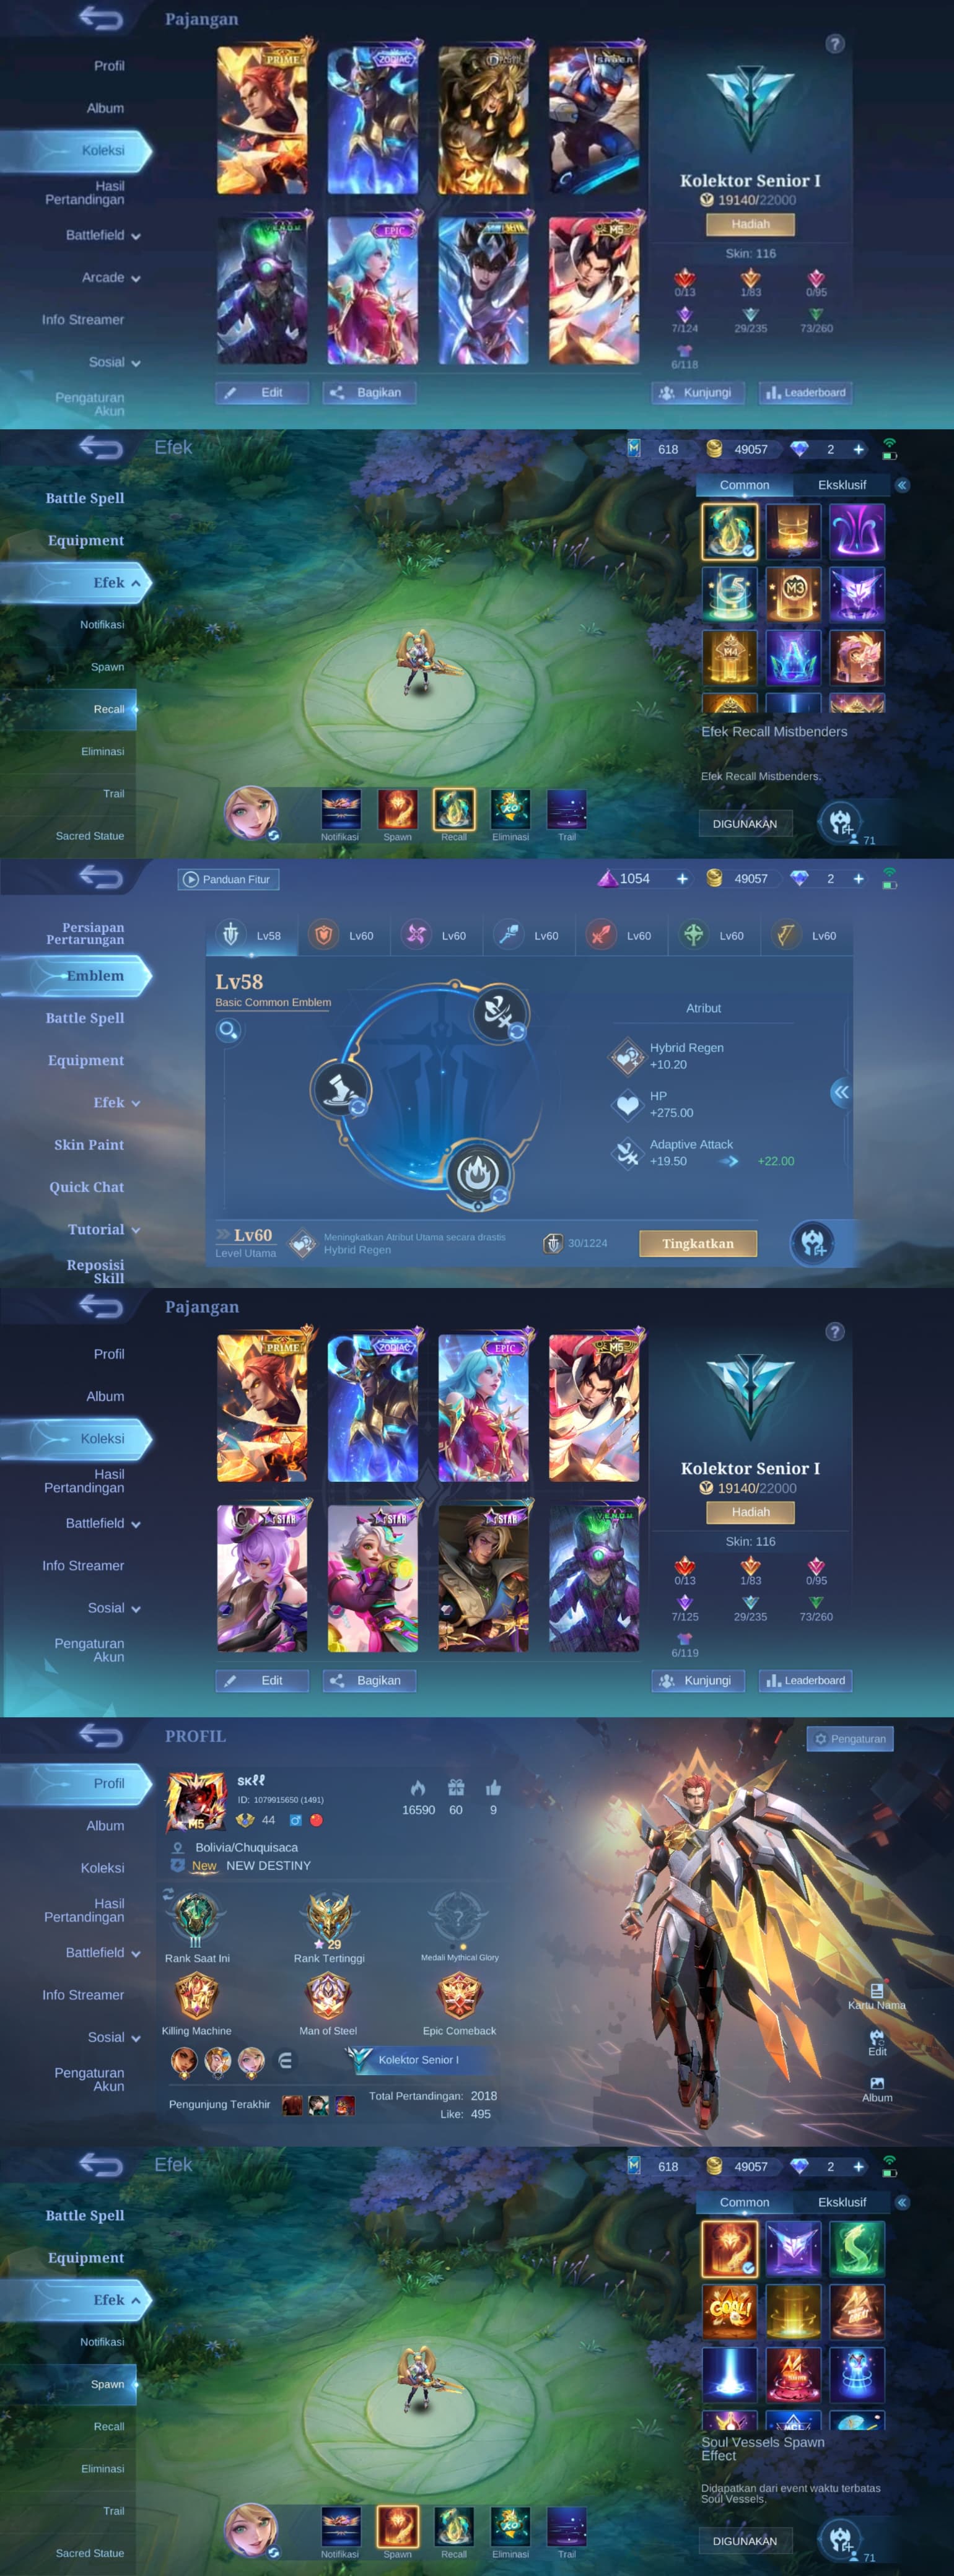 Pajangan
Profil
Album
Koleksi
Hasil
Pertandingan
Battlefield
Arcade
Info Streamer
Sosial
Pengaturan
Akun
PRIME
ZODIAC
SABER
VENOM
EPIC
M5
?
Kolektor Senior I
19140/22000
Hadiah
Skin: 116
0/13
1/83
0/95
7/124
29/235
73/260
6/118
Edit
Bagikan
Kunjungi
Leaderboard
Efek
618
49057
2
Battle Spell
Equipment
Efek
Notifikasi
Spawn
Recall
Eliminasi
Trail
Sacred Statue
Common
Eksklusif
M3
M4
Efek Recall Mistbenders
Efek Recall Mistbenders.
DIGUNAKAN
71
Notifikasi
Spawn
Recall
Eliminasi
Trail
Panduan Fitur
1054
49057
2
Persiapan
Pertarungan
Emblem
Battle Spell
Equipment
Efek
Skin Paint
Quick Chat
Tutorial
Reposisi
Skill
Lv58
Lv60
Lv60
Lv60
Lv60
Lv60
Lv60
Lv58
Basic Common Emblem
Atribut
Hybrid Regen
+10.20
HP
+275.00
Adaptive Attack
+19.50
+22.00
Lv60
Level Utama
Meningkatkan Atribut Utama secara drastis
Hybrid Regen
30/1224
Tingkatkan
Pajangan
Profil
Album
Koleksi
Hasil
Pertandingan
Battlefield
Info Streamer
Sosial
Pengaturan
Akun
PRIME
ZODIAC
EPIC
M5
STAR
STAR
STAR
VENOM
?
Kolektor Senior I
19140/22000
Hadiah
Skin: 116
0/13
1/83
0/95
7/125
29/235
73/260
6/119
Edit
Bagikan
Kunjungi
Leaderboard
PROFIL
Pengaturan
Profil
Album
Koleksi
Hasil
Pertandingan
Battlefield
Info Streamer
Sosial
Pengaturan
Akun
M5
ID: 1079915650 (1491)
44
16590
60
9
Bolivia/Chuquisaca
New NEW DESTINY
III
29
?
Rank Saat Ini
Rank Tertinggi
Medali Mythical Glory
Killing Machine
Man of Steel
Epic Comeback
Kolektor Senior I
Pengunjung Terakhir
Total Pertandingan: 2018
Like: 495
Kartu Nama
Edit
Album
Efek
618
49057
2
Battle Spell
Equipment
Efek
Notifikasi
Spawn
Recall
Eliminasi
Trail
Sacred Statue
Common
Eksklusif
GOAL!
MCL
Soul Vessels Spawn
Effect
Didapatkan dari event waktu terbatas
Soul Vessels.
DIGUNAKAN
71
Notifikasi
Spawn
Recall
Eliminasi
Trail